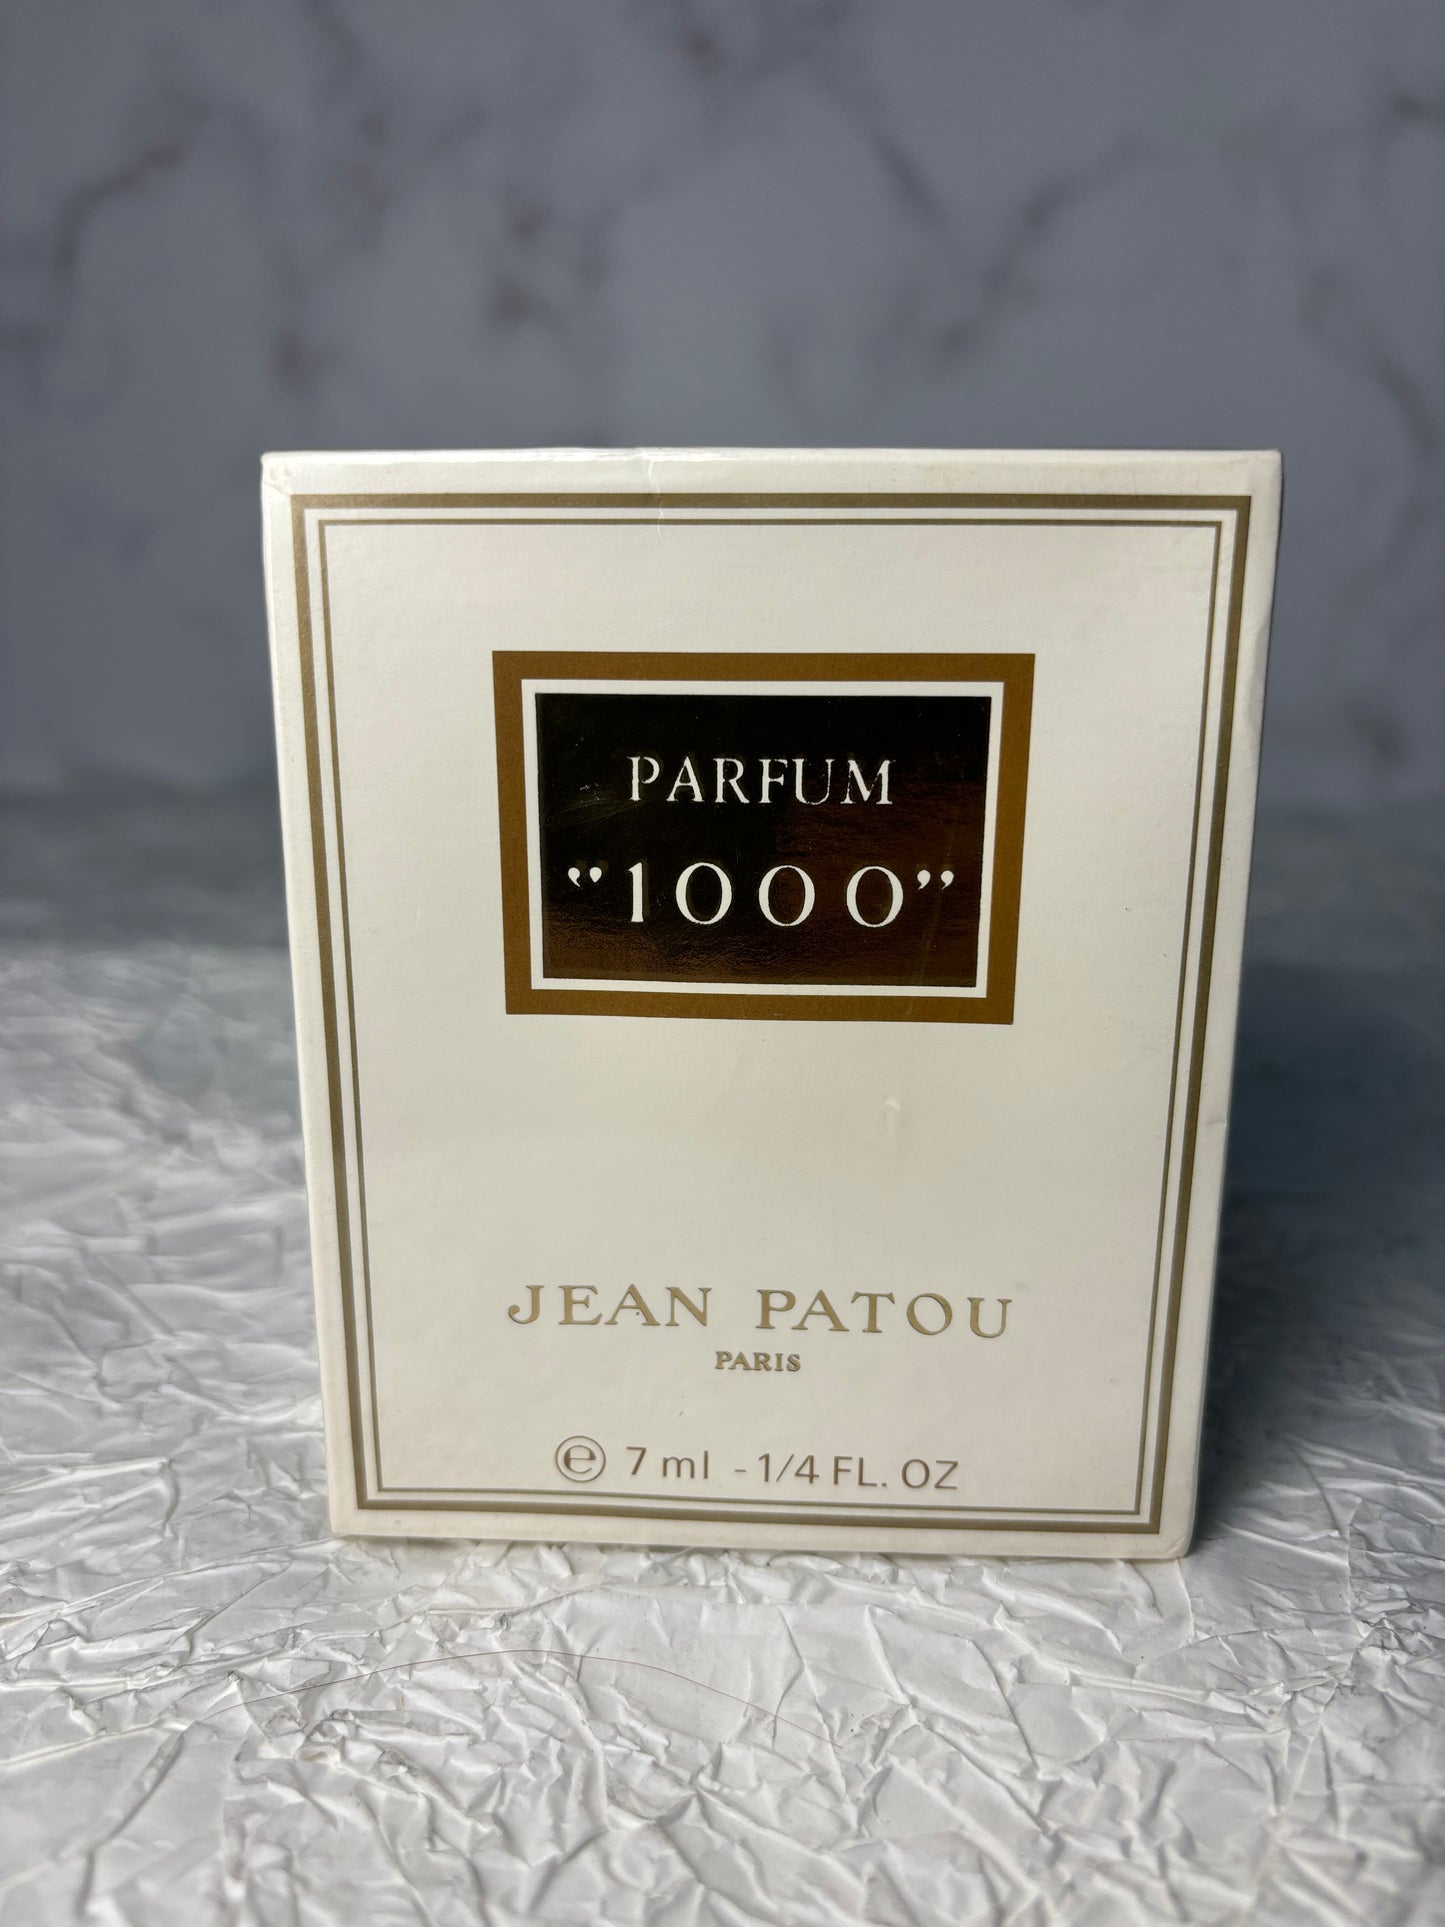 PARFUM
"1000"
JEAN PATOU
PARIS
ⓔ 7 ml - 1/4 FL. OZ